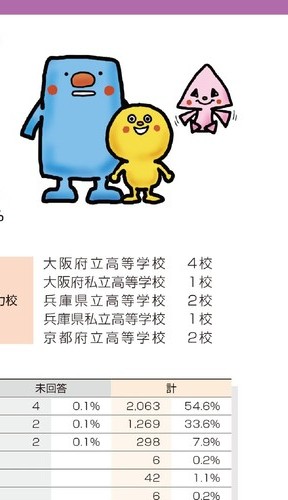 %
大阪府立高等学校 4校
大阪府私立高等学校 1校
兵庫県立高等学校 2校
力校
兵庫県私立高等学校 1校
京都府立高等学校 2校
未回答 計
4 0.1% 2,063 54.6%
2 0.1% 1,269 33.6%
2 0.1% 298 7.9%
6 0.2%
42 1.1%
6 0.2%